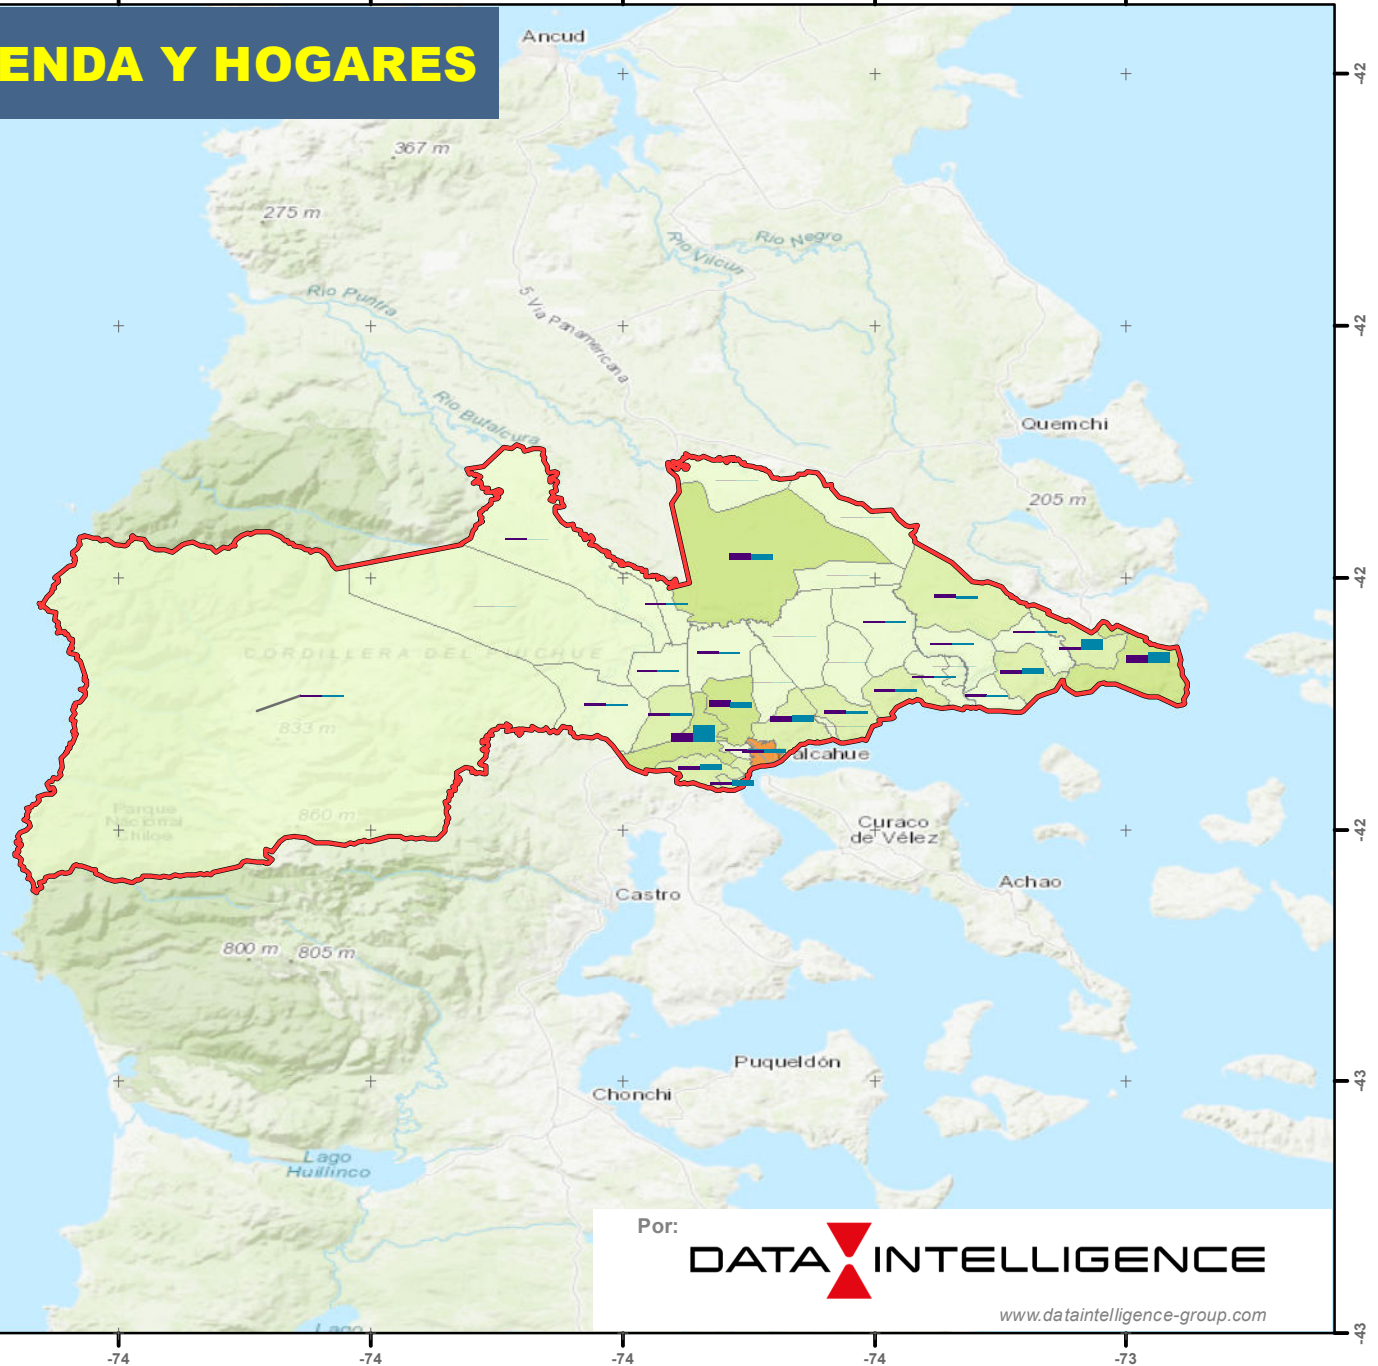 ENDA Y HOGARES
Ancud
367 m
275 m
Rio Negro
Rio Vilcun
Rio Puntra
5 Via Panamericana
Rio Butalcura
Quemchi
205 m
833 m
alcahue
Parque
Nacional
Chiloe
860 m
Curaco
de Vélez
Achao
Castro
800 m
805 m
Puqueldón
Chonchi
Lago
Huillinco
Lago
Por:
DATA INTELLIGENCE
www.dataintelligence-group.com
-42
-42
-42
-42
-43
-43
-74
-74
-74
-74
-73